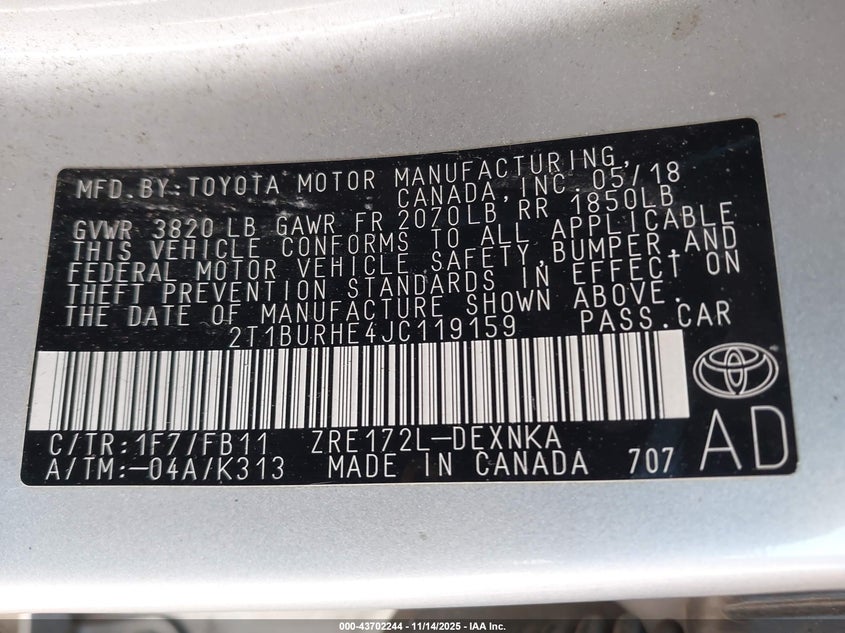 MFD. BY: TOYOTA MOTOR MANUFACTURING,
CANADA, INC. 05/18
GVWR 3820 LB GAWR FR 2070LB RR 1850LB
THIS VEHICLE CONFORMS TO ALL APPLICABLE
FEDERAL MOTOR VEHICLE SAFETY, BUMPER AND
THEFT PREVENTION STANDARDS IN EFFECT ON
THE DATE OF MANUFACTURE SHOWN ABOVE.
2T1BURHE4JC119159 PASS. CAR
C/TR: 1F7/FB11 ZRE172L-DEXNKA
A/TM:-04A/K313 MADE IN CANADA 707 AD
000-43702244 - 11/14/2025 - IAA Inc.